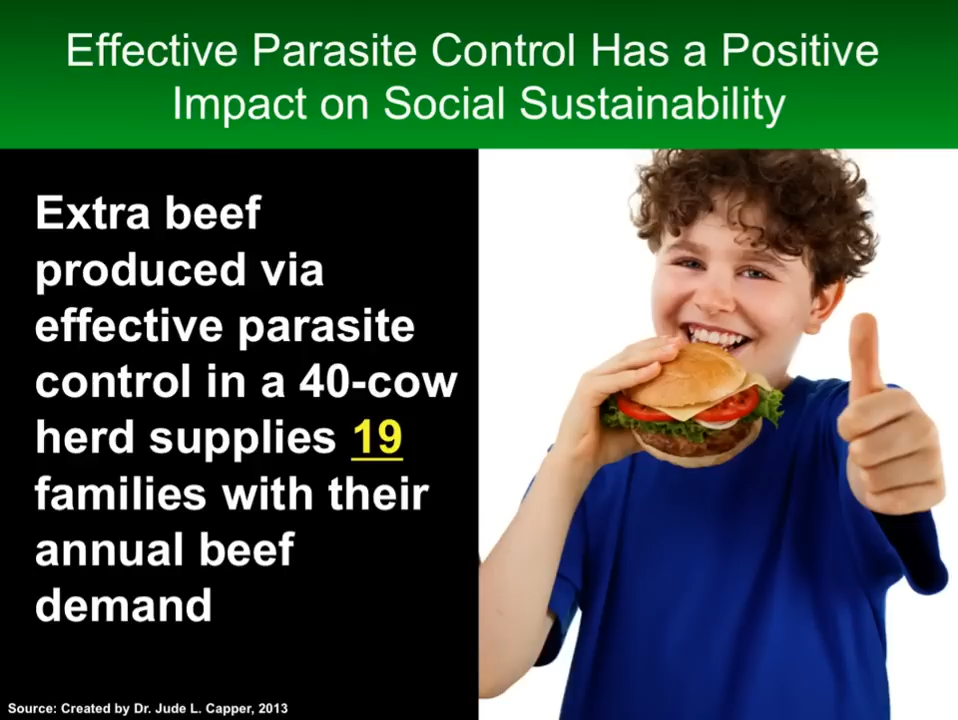 Effective Parasite Control Has a Positive
Impact on Social Sustainability
Extra beef
produced via
effective parasite
control in a 40-cow
herd supplies 19
families with their
annual beef
demand
Source: Created by Dr. Jude L. Capper, 2013